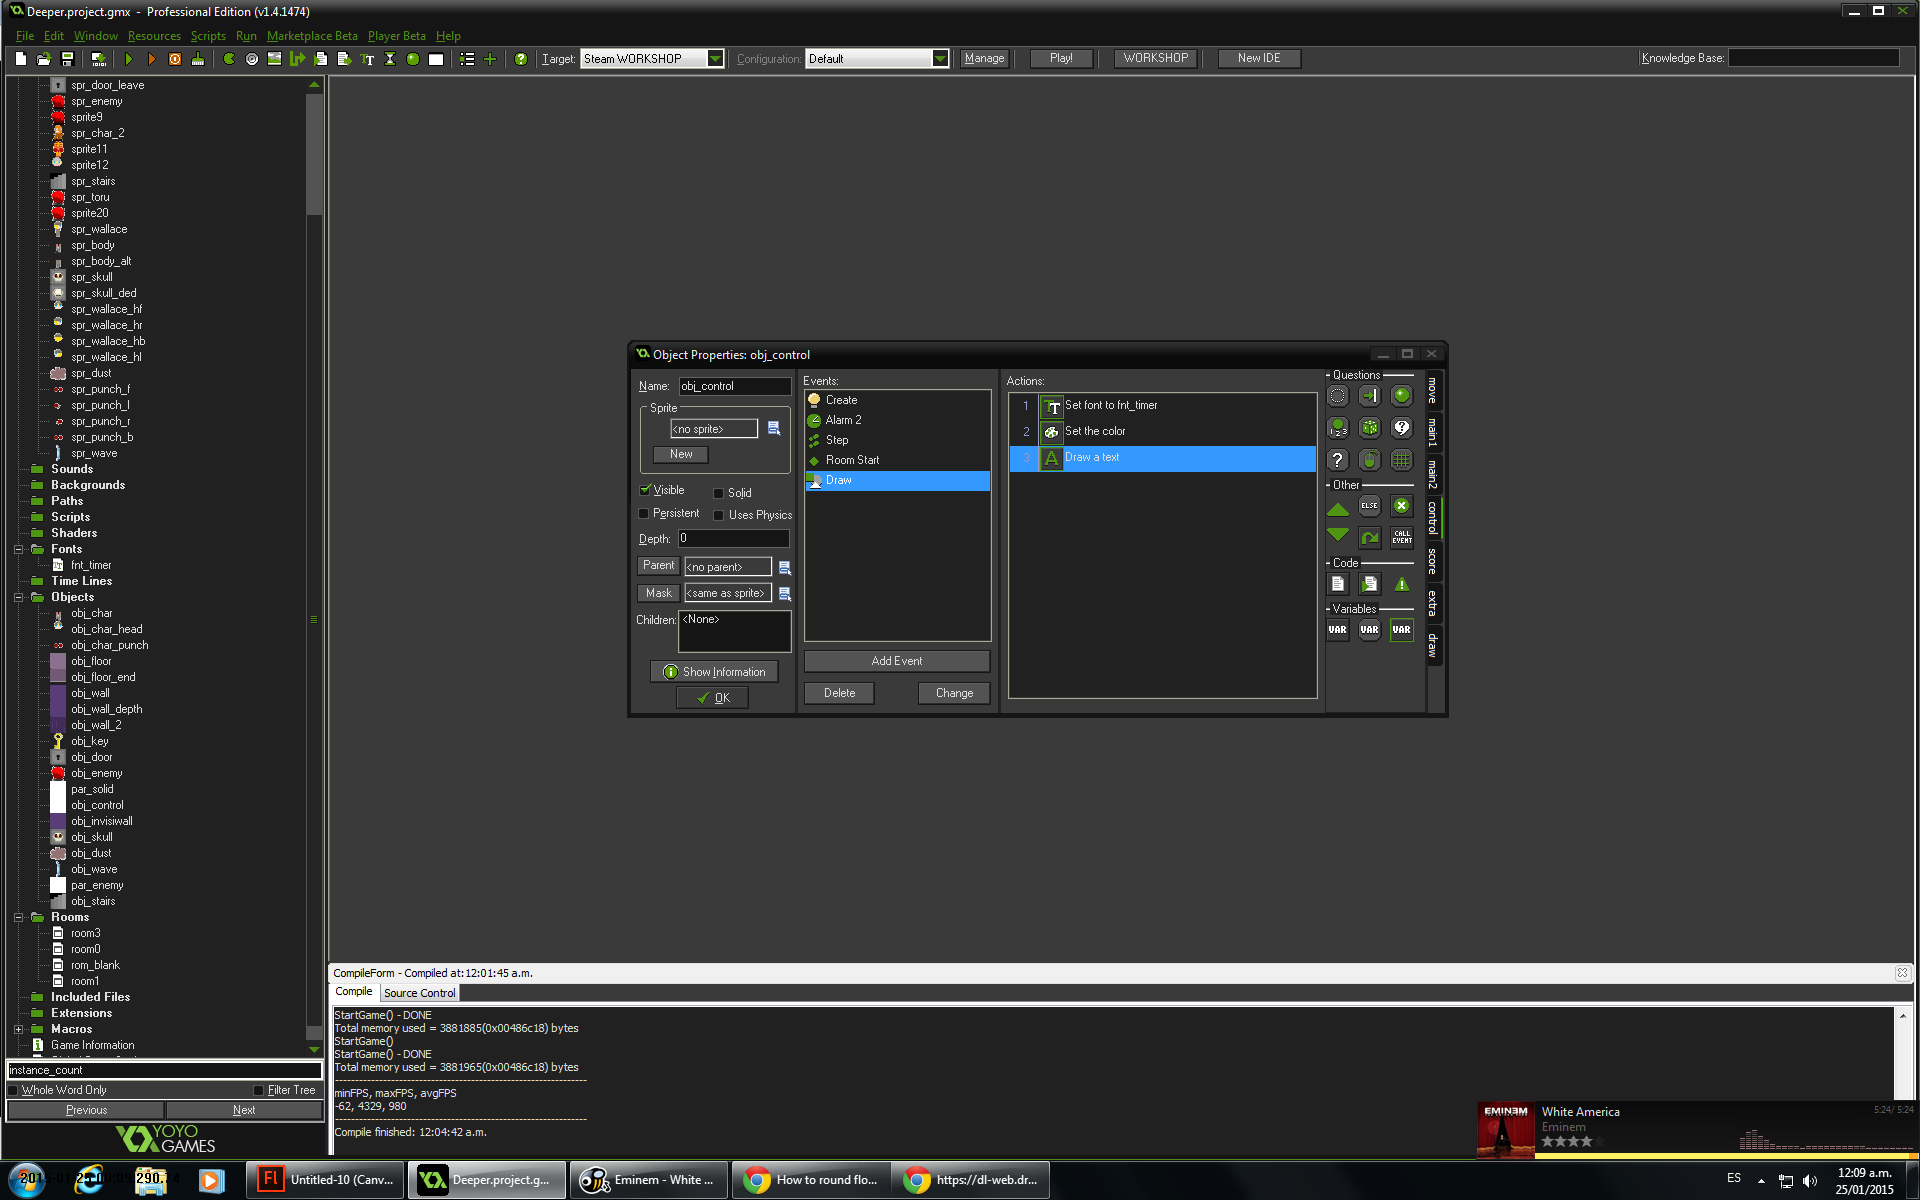 Deeper.project.gmx - Professional Edition (v1.4.1474)
File Edit Window Resources Scripts Run Marketplace Beta Player Beta Help
Target: Steam WORKSHOP Configuration: Default Manage Play! WORKSHOP New IDE Knowledge Base:
spr_door_leave
spr_enemy
sprite9
spr_char_2
sprite11
sprite12
spr_stairs
spr_toru
sprite20
spr_wallace
spr_body
spr_body_alt
spr_skull
spr_skull_ded
spr_wallace_hf
spr_wallace_hr
spr_wallace_hb
spr_wallace_hl
spr_dust
spr_punch_f
spr_punch_l
spr_punch_r
spr_punch_b
spr_wave
Sounds
Backgrounds
Paths
Scripts
Shaders
Fonts
fnt_timer
Time Lines
Objects
obj_char
obj_char_head
obj_char_punch
obj_floor
obj_floor_end
obj_wall
obj_wall_depth
obj_wall_2
obj_key
obj_door
obj_enemy
par_solid
obj_control
obj_invisiwall
obj_skull
obj_dust
obj_wave
par_enemy
obj_stairs
Rooms
room3
room0
rom_blank
room1
Included Files
Extensions
Macros
Game Information
instance_count
Whole Word Only Filter Tree
Previous Next
YOYO
GAMES
Object Properties: obj_control
Name: obj_control
Sprite
<no sprite>
New
Visible Solid
Persistent Uses Physics
Depth: 0
Parent <no parent>
Mask <same as sprite>
Children: <None>
Show Information
OK
Events:
Create
Alarm 2
Step
Room Start
Draw
Add Event
Delete Change
Actions:
1 Set font to fnt_timer
2 Set the color
3 Draw a text
Questions
Other
ELSE
CALL EVENT
Code
Variables
VAR VAR VAR
move
main1
main2
control
score
extra
draw
CompileForm - Compiled at: 12:01:45 a.m.
Compile Source Control
StartGame() - DONE
Total memory used = 3881885(0x00486c18) bytes
StartGame()
StartGame() - DONE
Total memory used = 3881965(0x00486c18) bytes
minFPS, maxFPS, avgFPS
-62, 4329, 980
Compile finished: 12:04:42 a.m.
EMINEM
White America 5:24/ 5:24
Eminem
Untitled-10 (Canv...
Deeper.project.g...
Eminem - White ...
How to round flo...
https://dl-web.dr...
ES
12:09 a.m.
25/01/2015